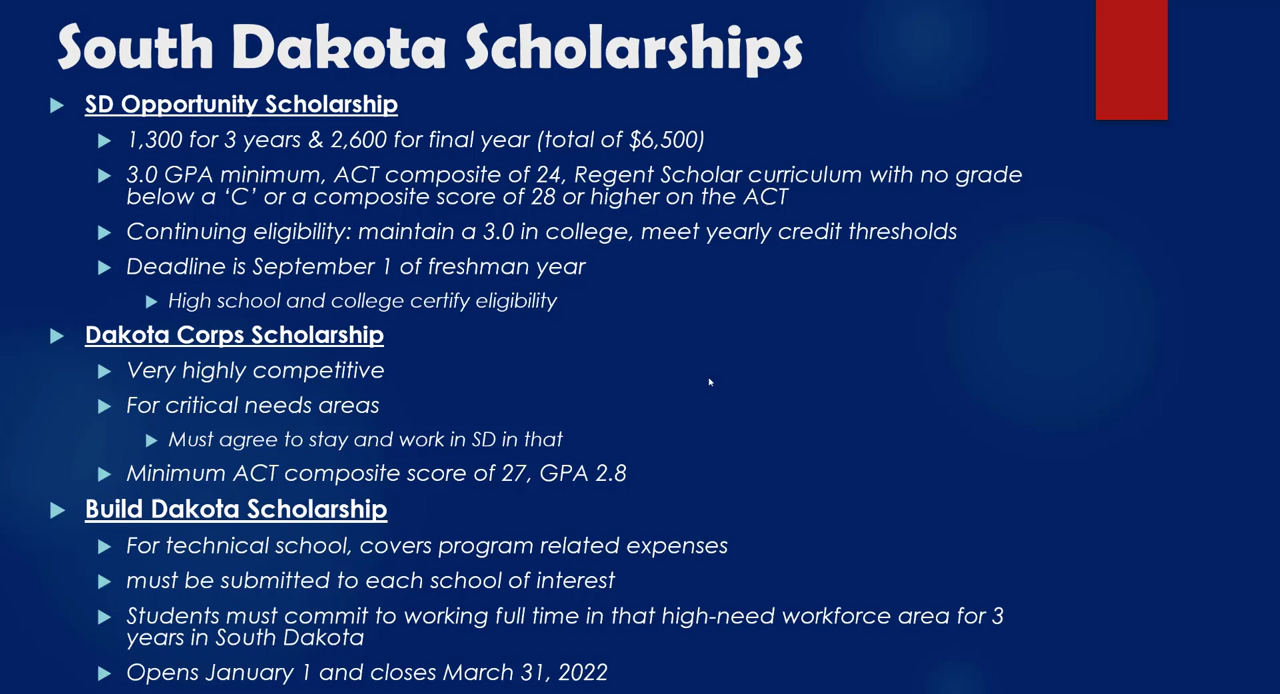 South Dakota Scholarships
SD Opportunity Scholarship
1,300 for 3 years & 2,600 for final year (total of $6,500)
3.0 GPA minimum, ACT composite of 24, Regent Scholar curriculum with no grade
below a ‘C’ or a composite score of 28 or higher on the ACT
Continuing eligibility: maintain a 3.0 in college, meet yearly credit thresholds
Deadline is September 1 of freshman year
High school and college certify eligibility
Dakota Corps Scholarship
Very highly competitive
For critical needs areas
Must agree to stay and work in SD in that
Minimum ACT composite score of 27, GPA 2.8
Build Dakota Scholarship
For technical school, covers program related expenses
must be submitted to each school of interest
Students must commit to working full time in that high-need workforce area for 3
years in South Dakota
Opens January 1 and closes March 31, 2022